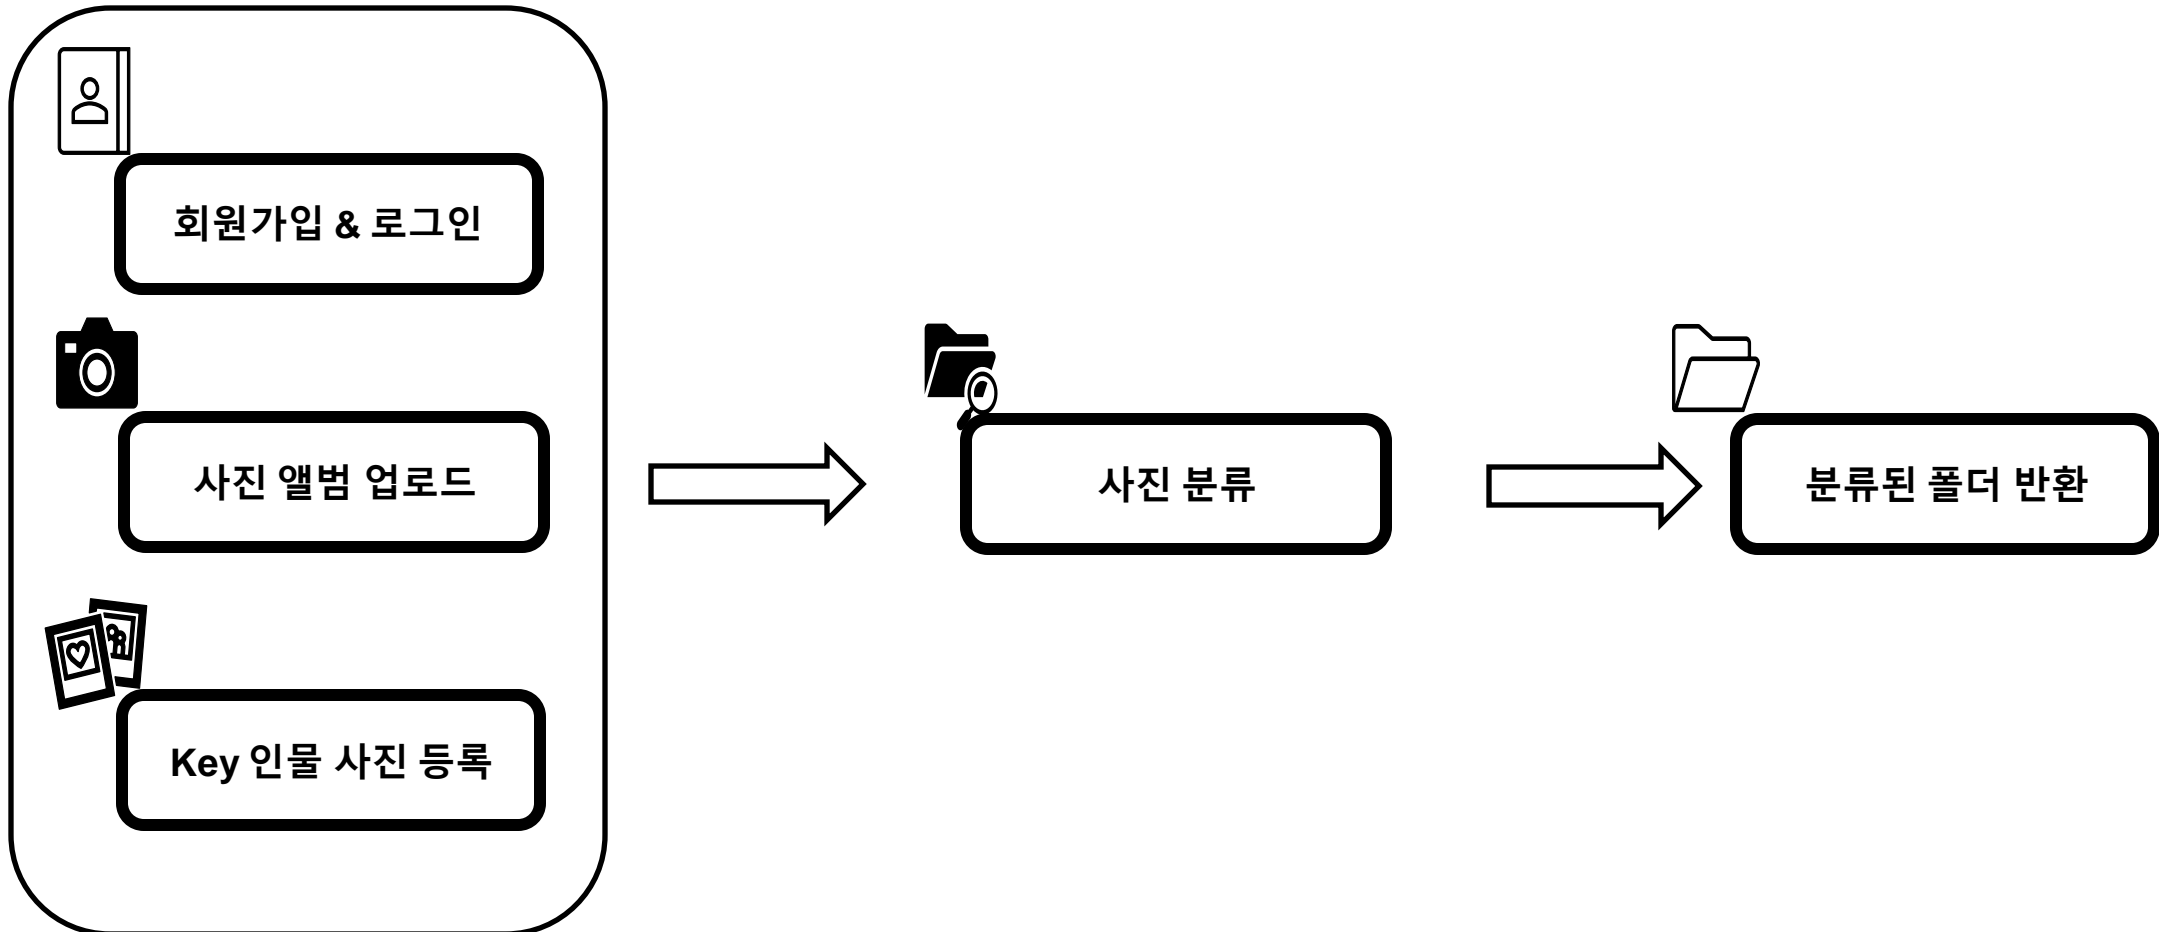 회원가입 & 로그인
사진 앨범 업로드
Key 인물 사진 등록
사진 분류
분류된 폴더 반환